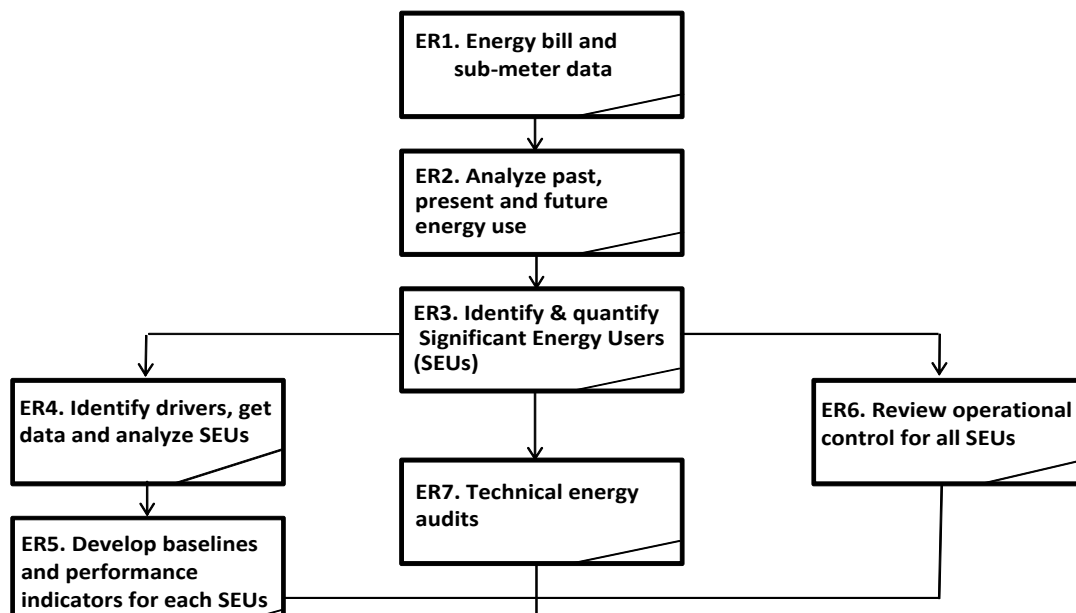 ER1. Energy bill and
sub-meter data
ER2. Analyze past,
present and future
energy use
ER3. Identify & quantify
Significant Energy Users
(SEUs)
ER4. Identify drivers, get
data and analyze SEUs
ER6. Review operational
control for all SEUs
ER7. Technical energy
audits
ER5. Develop baselines
and performance
indicators for each SEUs